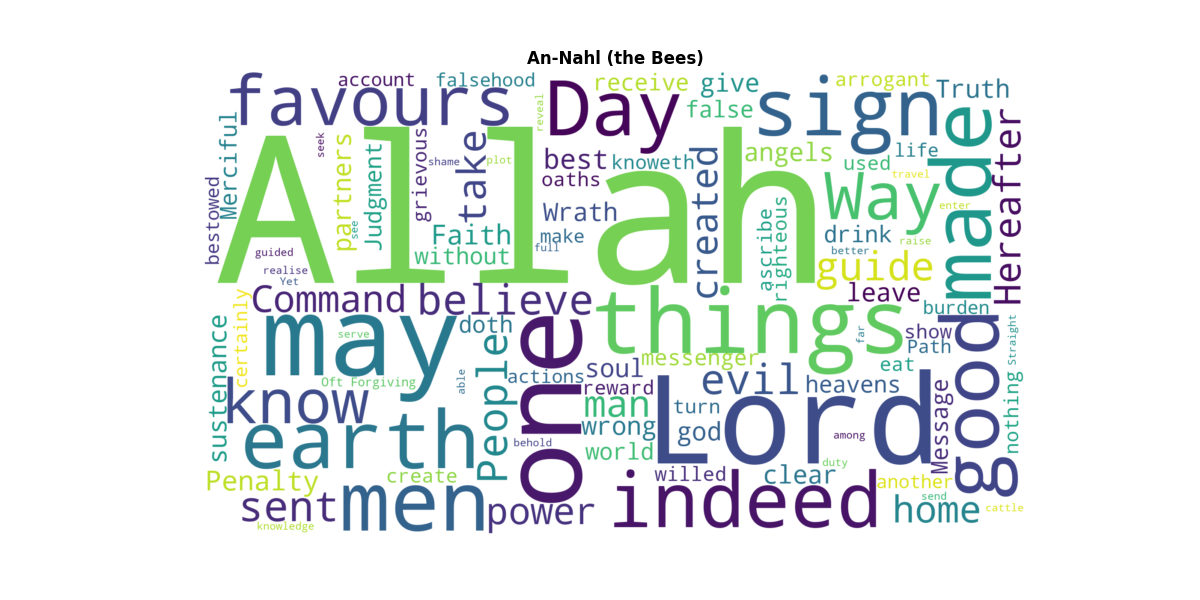 An-Nahl (the Bees)
account
falsehood
receive
give
arrogant
Truth
favours
Day
sign
false
reveal
Merciful
seek
partners
Judgment
grievous
shame
take
plot
best
knoweth
oaths
created
angels
used
life
travel
made
Hereafter
bestowed
Allah
Wrath
Way
enter
see
Faith
make
full
without
ascribe
righteous
drink
better
raise
guided
realise
Yet
guide
Command
believe
things
leave
burden
certainly
may
doth
one
far
show
Path
Straight
good
serve
sustenance
People
messenger
soul
evil
heavens
eat
Oft Forgiving
able
actions
reward
Lord
know
man
turn
Message
nothing
earth
wrong
god
among
behold
world
Penalty
create
willed
clear
duty
another
sent
men
power
indeed
send
home
cattle
knowledge